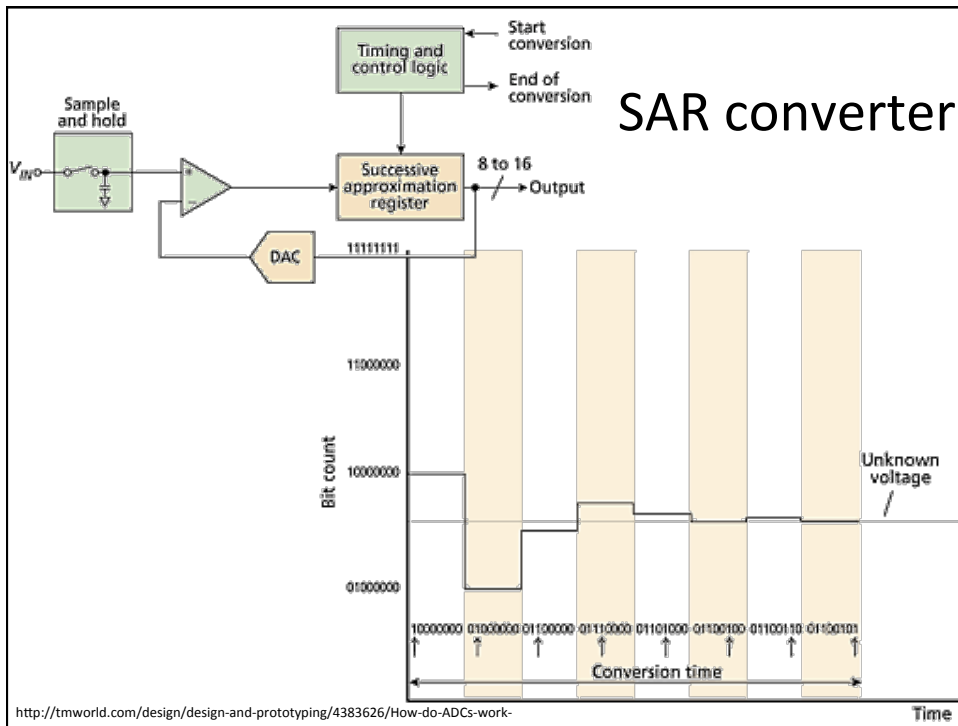 SAR converter
Start
conversion
Timing and
control logic
End of
conversion
Sample
and hold
VIN
+
−
Successive
approximation
register
8 to 16
Output
DAC
11111111
11000000
Bit count
10000000
01000000
Unknown
voltage
10000000 01000000 01100000 01110000 01101000 01100100 01100110 01100101
Conversion time
Time
http://tmworld.com/design/design-and-prototyping/4383626/How-do-ADCs-work-